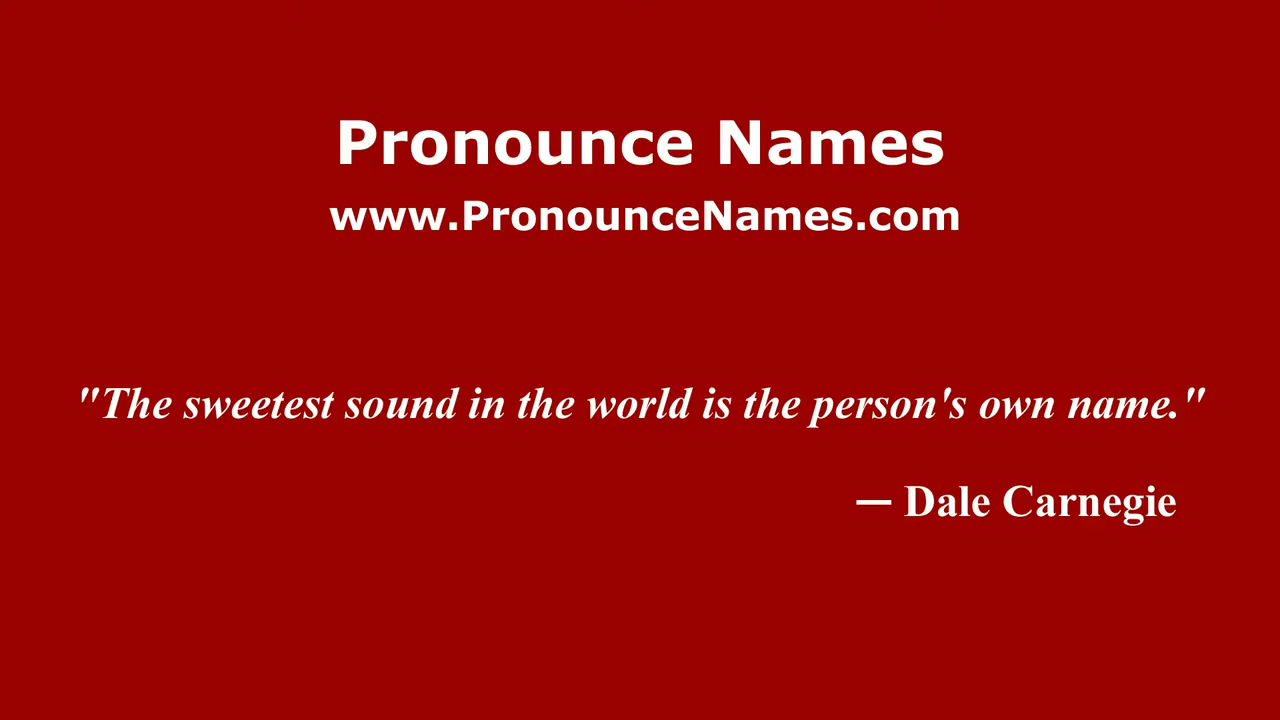 Pronounce Names
www.PronounceNames.com
"The sweetest sound in the world is the person's own name."
— Dale Carnegie